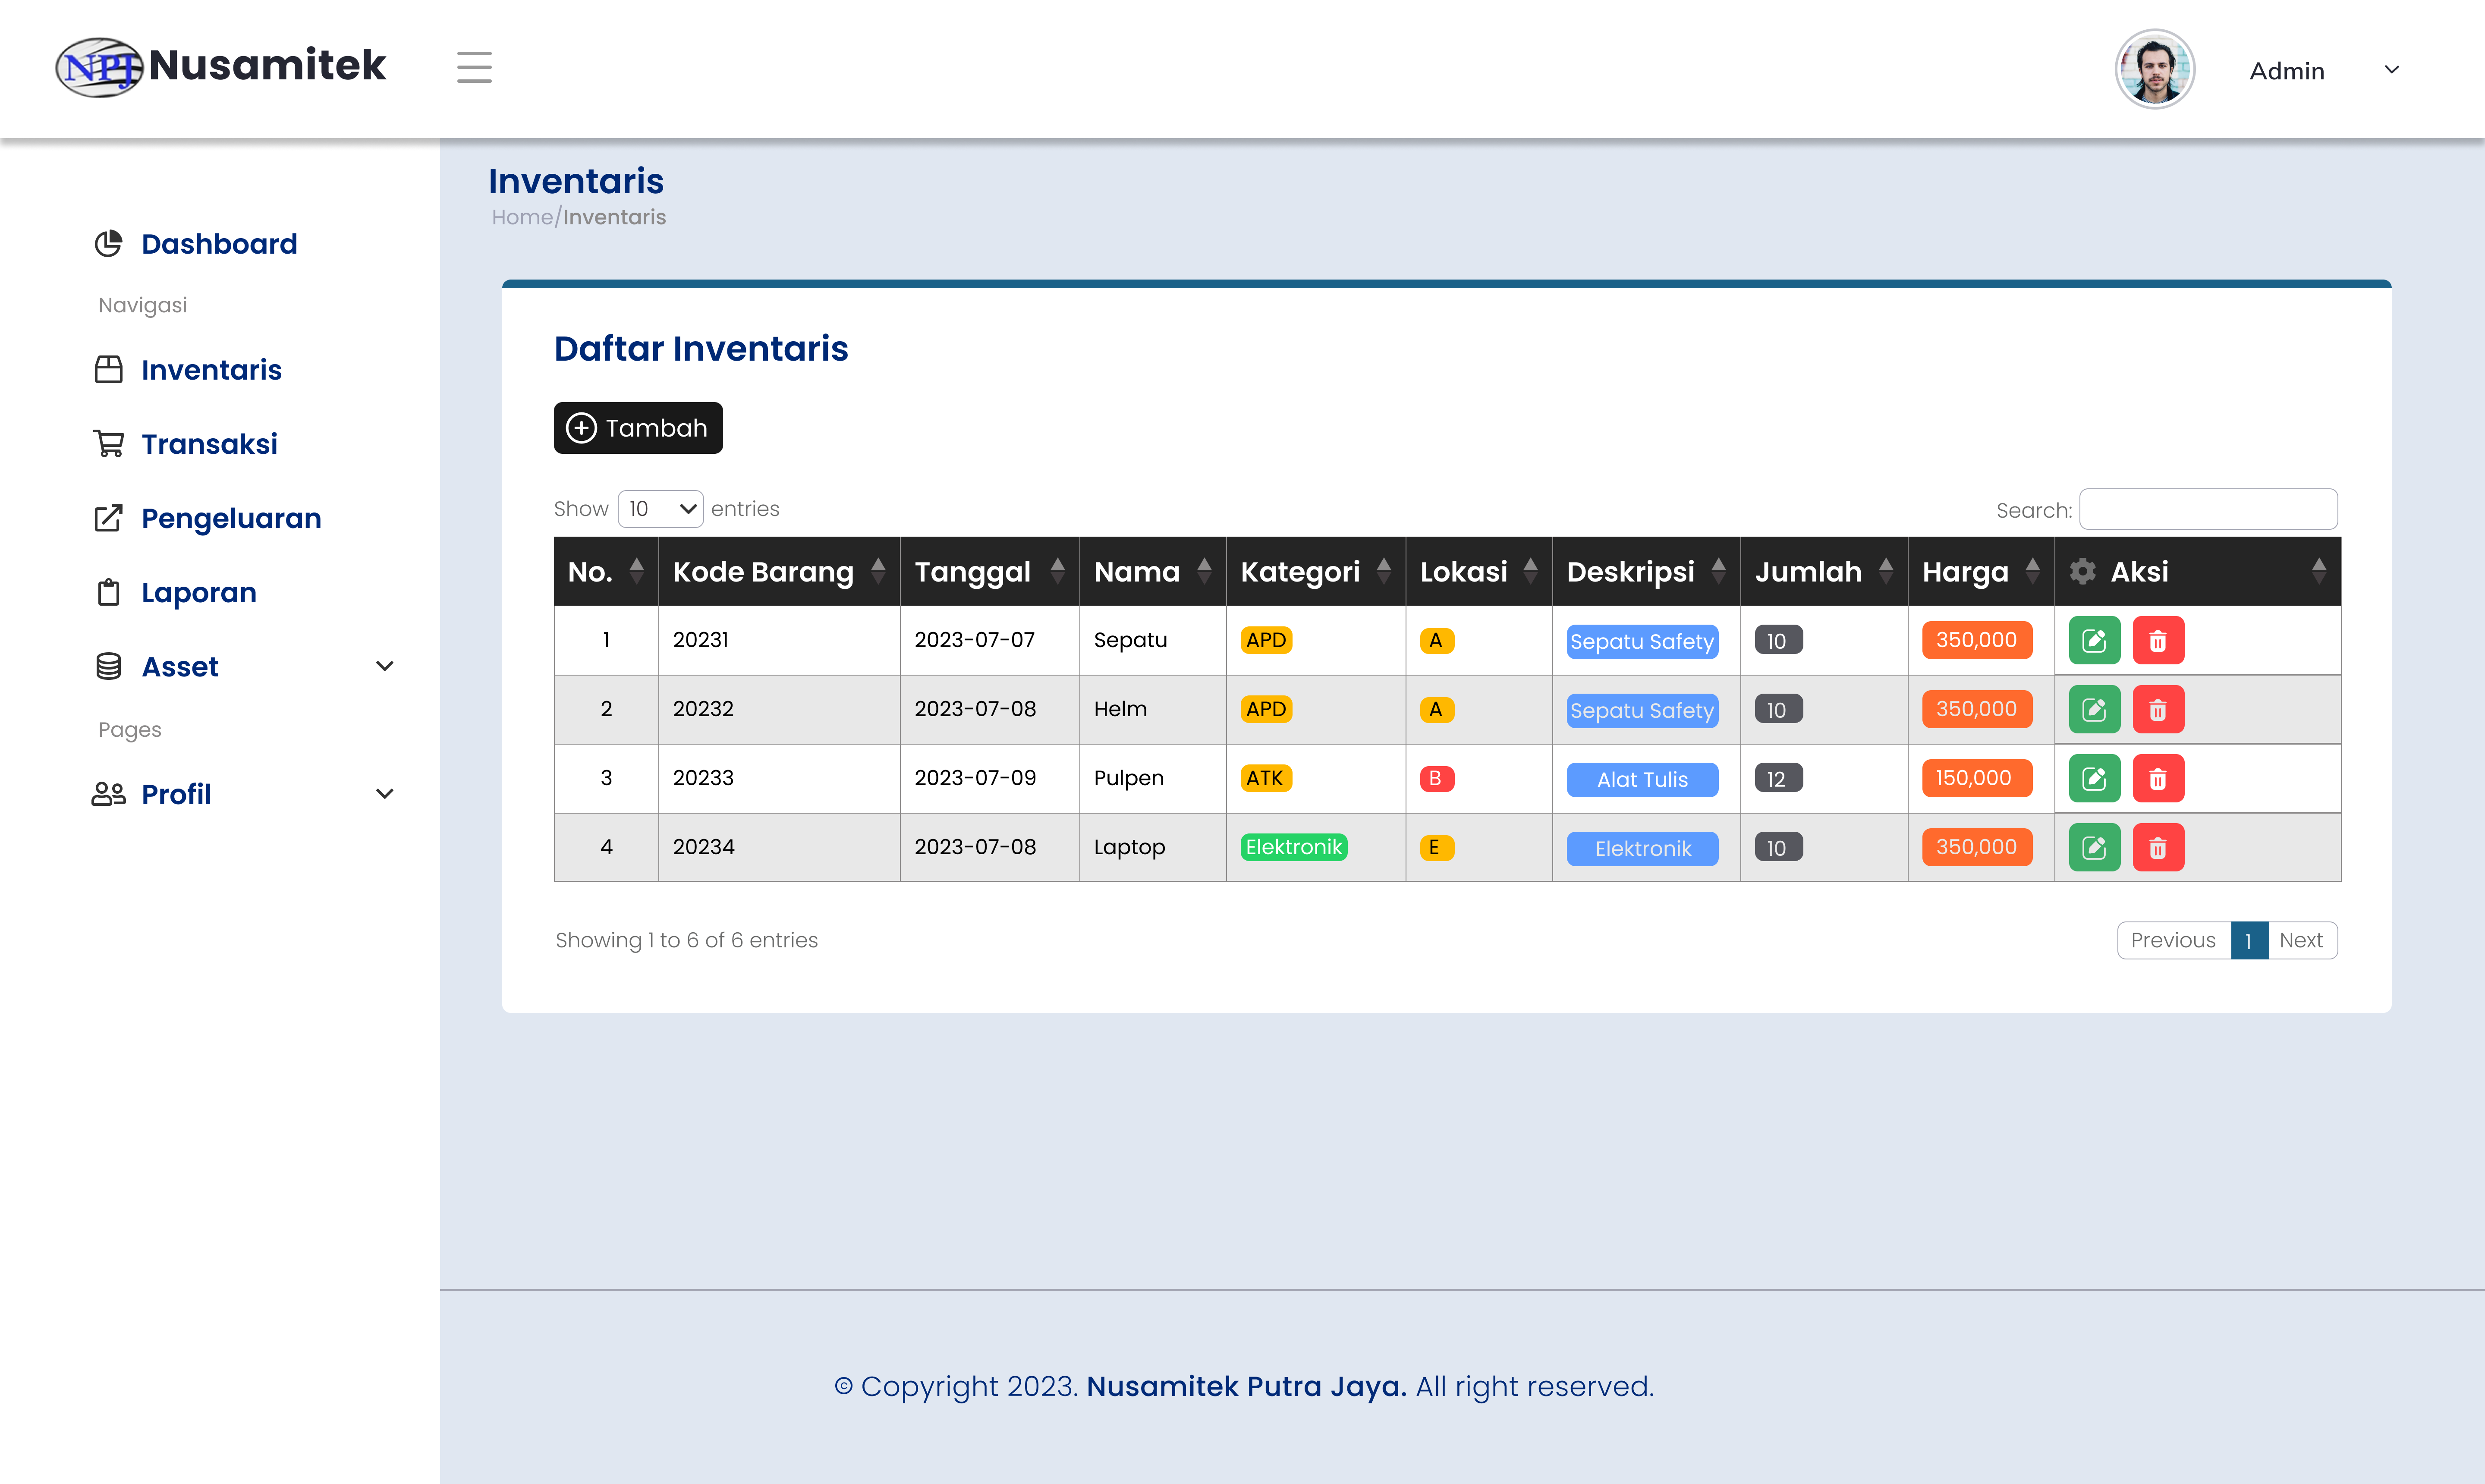 NPJ Nusamitek
Admin
Inventaris
Home/Inventaris
Dashboard
Navigasi
Inventaris
Transaksi
Pengeluaran
Laporan
Asset
Pages
Profil
Daftar Inventaris
Tambah
Show 10 entries
Search:
No. Kode Barang Tanggal Nama Kategori Lokasi Deskripsi Jumlah Harga Aksi
1 20231 2023-07-07 Sepatu APD A Sepatu Safety 10 350,000
2 20232 2023-07-08 Helm APD A Sepatu Safety 10 350,000
3 20233 2023-07-09 Pulpen ATK B Alat Tulis 12 150,000
4 20234 2023-07-08 Laptop Elektronik E Elektronik 10 350,000
Showing 1 to 6 of 6 entries
Previous 1 Next
© Copyright 2023. Nusamitek Putra Jaya. All right reserved.